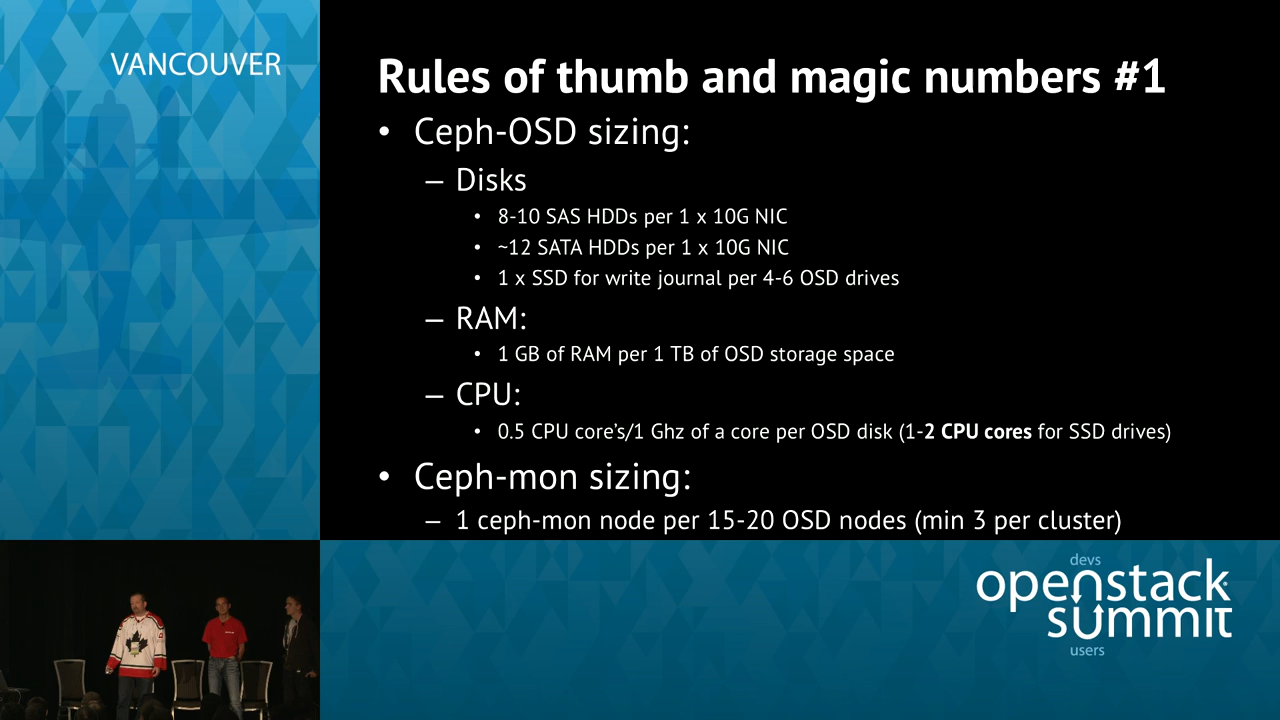 VANCOUVER
Rules of thumb and magic numbers #1
• Ceph-OSD sizing:
– Disks
• 8-10 SAS HDDs per 1 x 10G NIC
• ~12 SATA HDDs per 1 x 10G NIC
• 1 x SSD for write journal per 4-6 OSD drives
– RAM:
• 1 GB of RAM per 1 TB of OSD storage space
– CPU:
• 0.5 CPU core’s/1 Ghz of a core per OSD disk (1-2 CPU cores for SSD drives)
• Ceph-mon sizing:
– 1 ceph-mon node per 15-20 OSD nodes (min 3 per cluster)
devs
openstack
summit
users